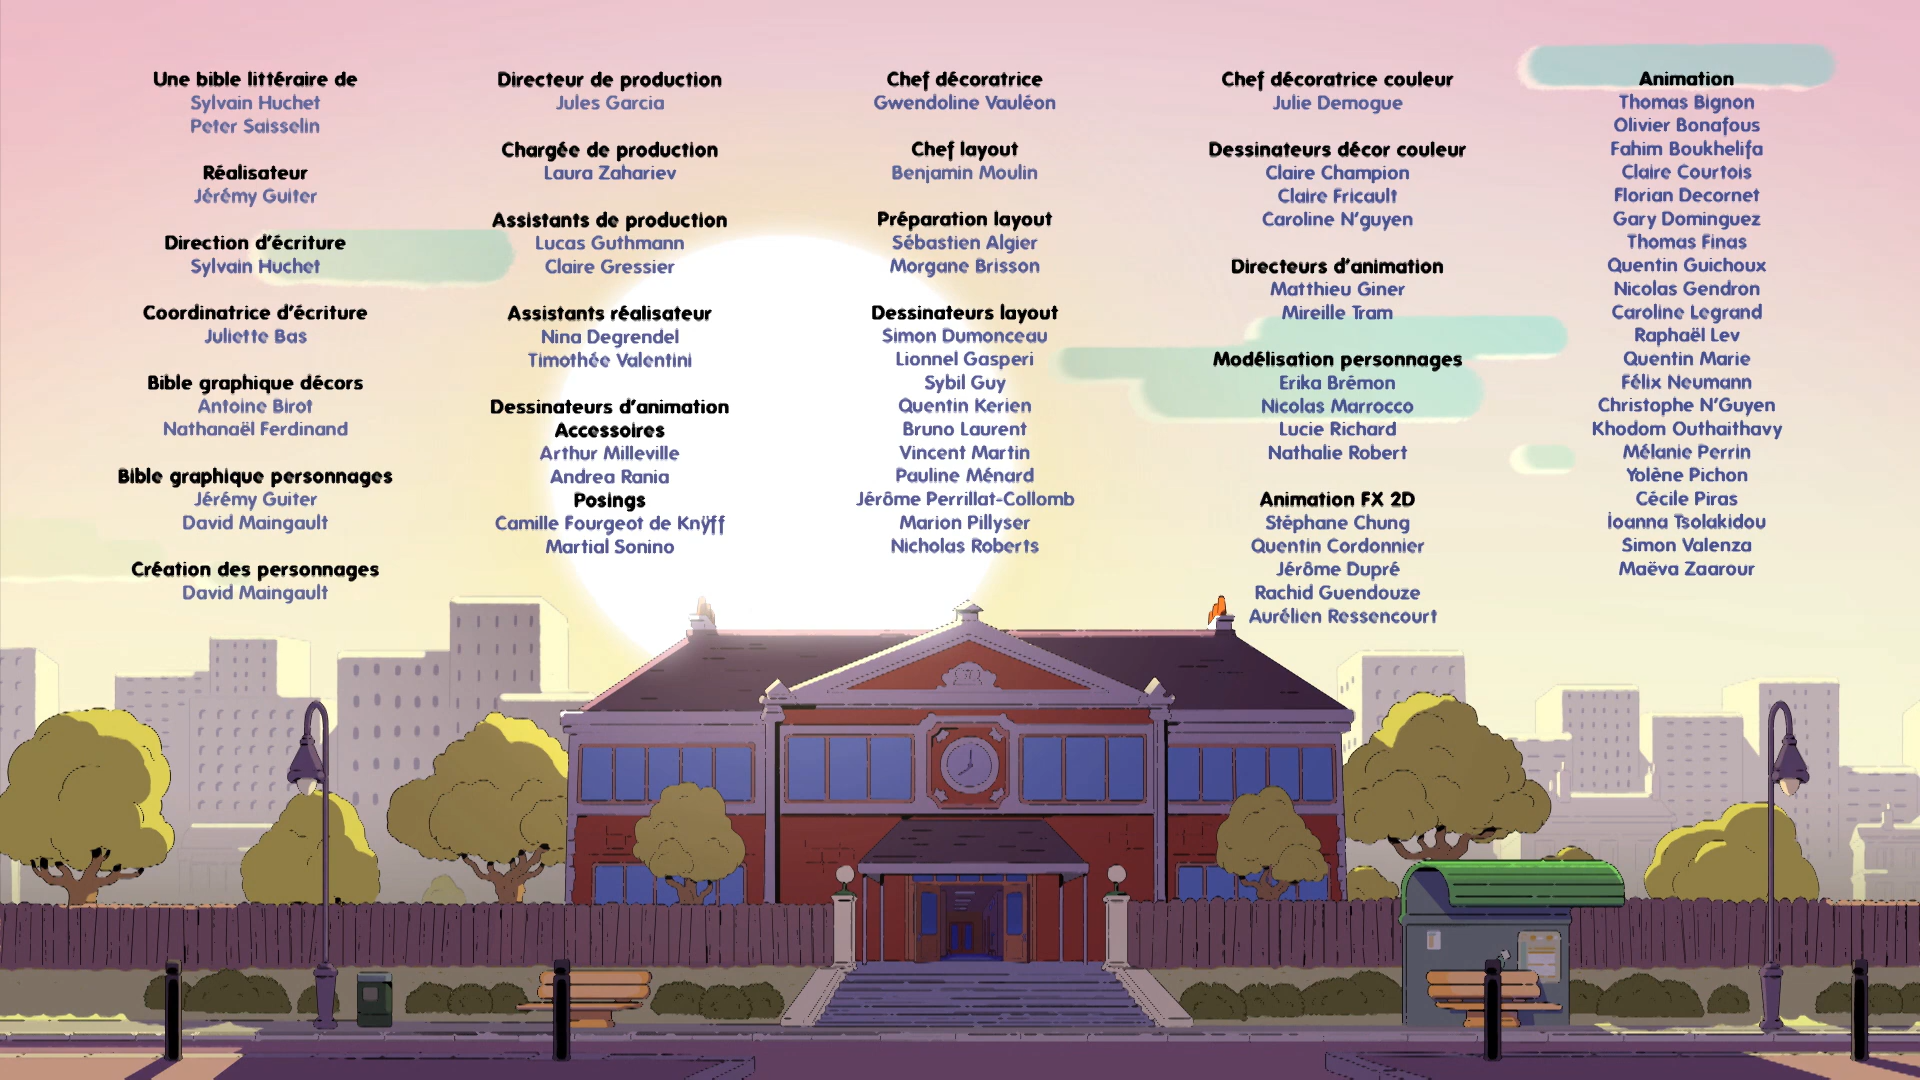 Une bible littéraire de
Sylvain Huchet
Peter Saisselin
Réalisateur
Jérémy Guiter
Direction d'écriture
Sylvain Huchet
Coordinatrice d'écriture
Juliette Bas
Bible graphique décors
Antoine Birot
Nathanaël Ferdinand
Bible graphique personnages
Jérémy Guiter
David Maingault
Création des personnages
David Maingault
Directeur de production
Jules Garcia
Chargée de production
Laura Zahariev
Assistants de production
Lucas Guthmann
Claire Gressier
Assistants réalisateur
Nina Degrendel
Timothée Valentini
Dessinateurs d'animation
Accessoires
Arthur Milleville
Andrea Rania
Posings
Camille Fourgeot de Knÿff
Martial Sonino
Chef décoratrice
Gwendoline Vauléon
Chef layout
Benjamin Moulin
Préparation layout
Sébastien Algier
Morgane Brisson
Dessinateurs layout
Simon Dumonceau
Lionnel Gasperi
Sybil Guy
Quentin Kerien
Bruno Laurent
Vincent Martin
Pauline Ménard
Jérôme Perrillat-Collomb
Marion Pillyser
Nicholas Roberts
Chef décoratrice couleur
Julie Demogue
Dessinateurs décor couleur
Claire Champion
Claire Fricault
Caroline N'guyen
Directeurs d'animation
Matthieu Giner
Mireille Tram
Modélisation personnages
Erika Brémon
Nicolas Marrocco
Lucie Richard
Nathalie Robert
Animation FX 2D
Stéphane Chung
Quentin Cordonnier
Jérôme Dupré
Rachid Guendouze
Aurélien Ressencourt
Animation
Thomas Bignon
Olivier Bonafous
Fahim Boukhelifa
Claire Courtois
Florian Decornet
Gary Dominguez
Thomas Finas
Quentin Guichoux
Nicolas Gendron
Caroline Legrand
Raphaël Lev
Quentin Marie
Félix Neumann
Christophe N'Guyen
Khodom Outhaithavy
Mélanie Perrin
Yolène Pichon
Cécile Piras
İoanna Tsolakidou
Simon Valenza
Maëva Zaarour